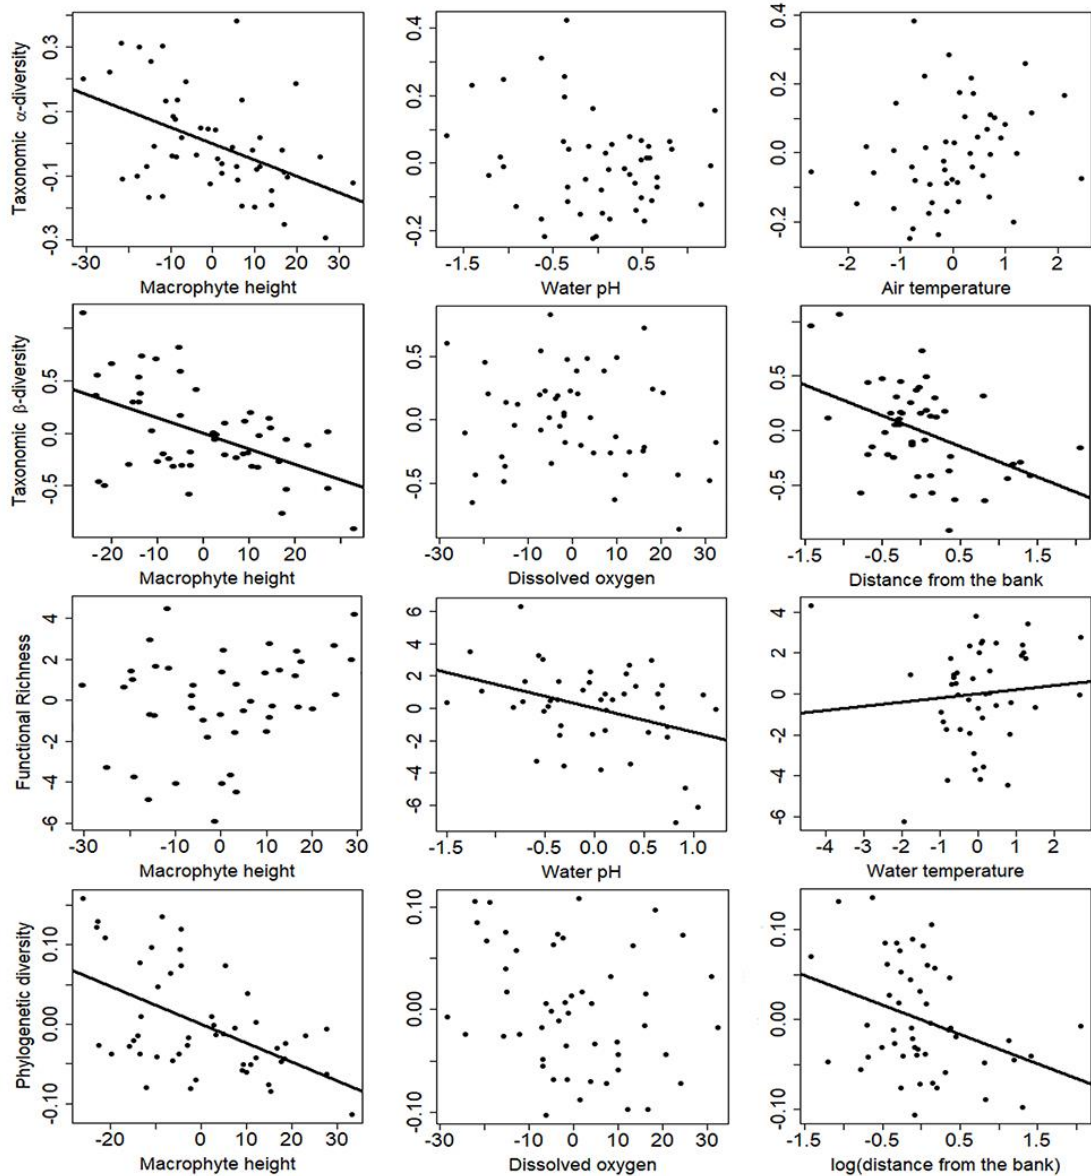 Taxonomic α-diversity
0.3
0.1
-0.1
-0.3
-30 -20 -10 0 10 20 30
Macrophyte height
0.4
0.2
0.0
-0.2
-1.5 -0.5 0.5
Water pH
0.4
0.2
0.0
-0.2
-2 -1 0 1 2
Air temperature
Taxonomic β-diversity
0.5
0.0
-0.5
-20 -10 0 10 20 30
Macrophyte height
0.5
0.0
-0.5
-30 -20 -10 0 10 20 30
Dissolved oxygen
0.5
0.0
-0.5
-1.5 -0.5 0.5 1.5
Distance from the bank
Functional Richness
4
2
0
-2
-4
-6
-30 -20 -10 0 10 20 30
Macrophyte height
6
4
2
0
-2
-4
-6
-1.5 -1.0 -0.5 0.0 0.5 1.0
Water pH
4
2
0
-2
-4
-6
-4 -3 -2 -1 0 1 2
Water temperature
Phylogenetic diversity
0.10
0.00
-0.10
-20 -10 0 10 20 30
Macrophyte height
0.10
0.00
-0.10
-30 -20 -10 0 10 20 30
Dissolved oxygen
0.10
0.00
-0.10
-1.5 -0.5 0.5 1.5
log(distance from the bank)